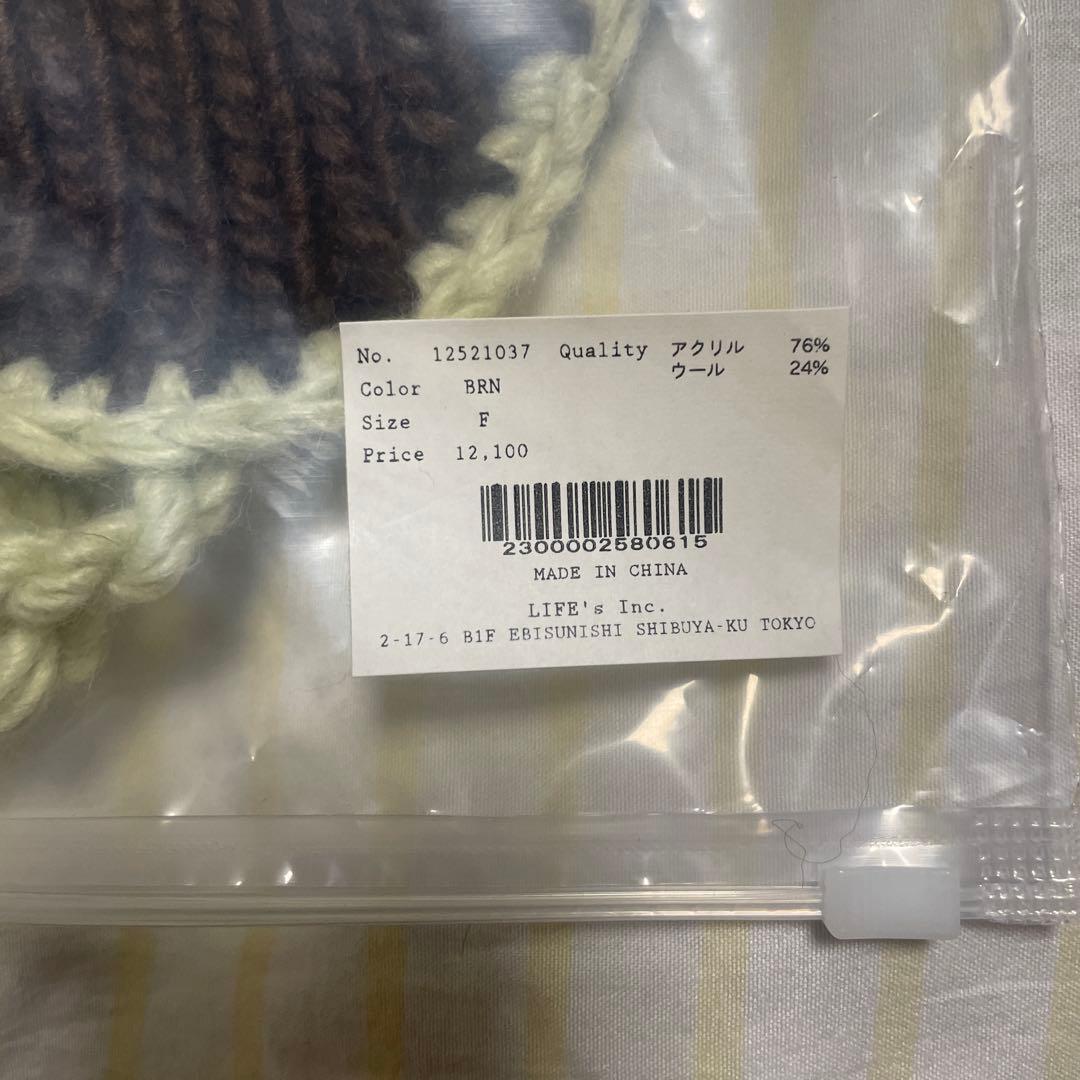 No. 12521037 Quality アクリル 76%
ウール 24%
Color BRN
Size F
Price 12,100
2300002580615
MADE IN CHINA
LIFE's Inc.
2-17-6 B1F EBISUNISHI SHIBUYA-KU TOKYO